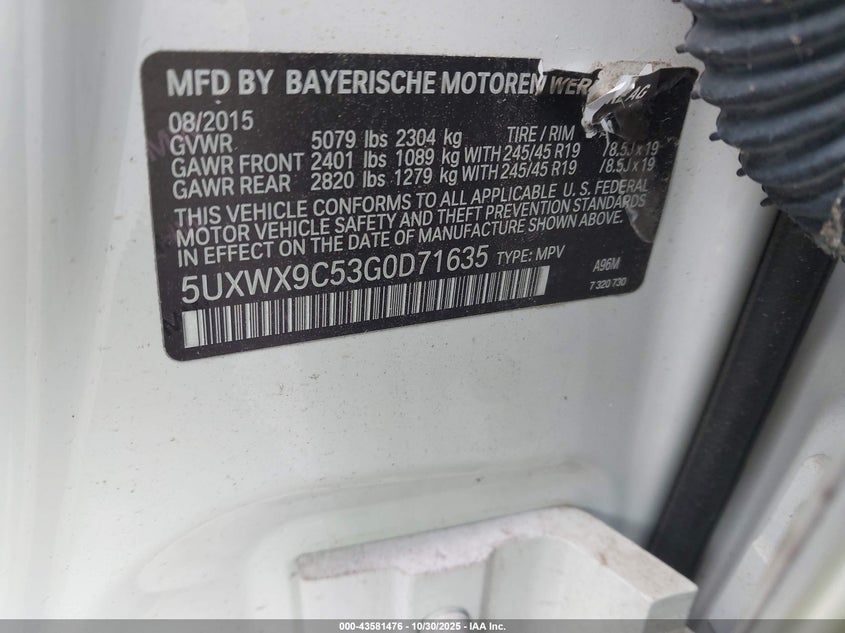 MFD BY BAYERISCHE MOTOREN AG
08/2015
GVWR 5079 lbs 2304 kg TIRE / RIM
GAWR FRONT 2401 lbs 1089 kg WITH 245/45 R19 /8.5J x 19
GAWR REAR 2820 lbs 1279 kg WITH 245/45 R19 /8.5J x 19
THIS VEHICLE CONFORMS TO ALL APPLICABLE U.S. FEDERAL
MOTOR VEHICLE SAFETY AND THEFT PREVENTION STANDARDS
IN EFFECT ON THE DATE OF MANUFACTURE SHOWN ABOVE.
5UXWX9C53G0D71635 TYPE: MPV A96M
7 320 730
000-43581476 - 10/30/2025 - IAA Inc.